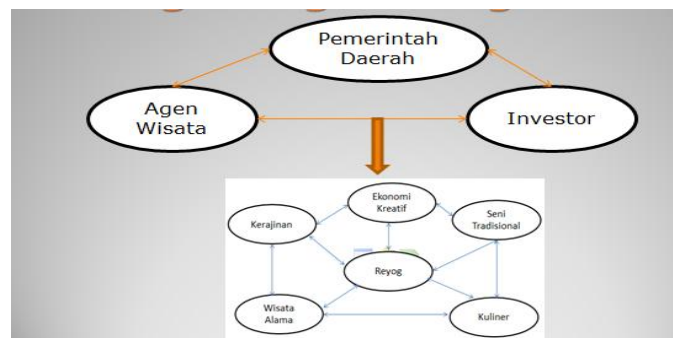 Pemerintah
Daerah
Agen
Wisata
Investor
Ekonomi
Kreatif
Kerajinan
Seni
Tradisional
Reyog
Wisata
Alama
Kuliner